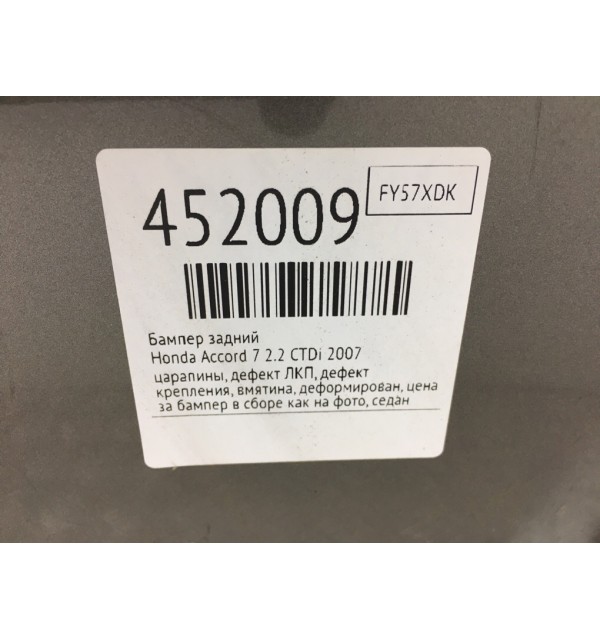 452009
FY57XDK
Бампер задний
Honda Accord 7 2.2 CTDi 2007
царапины, дефект ЛКП, дефект
крепления, вмятина, деформирован, цена
за бампер в сборе как на фото, седан